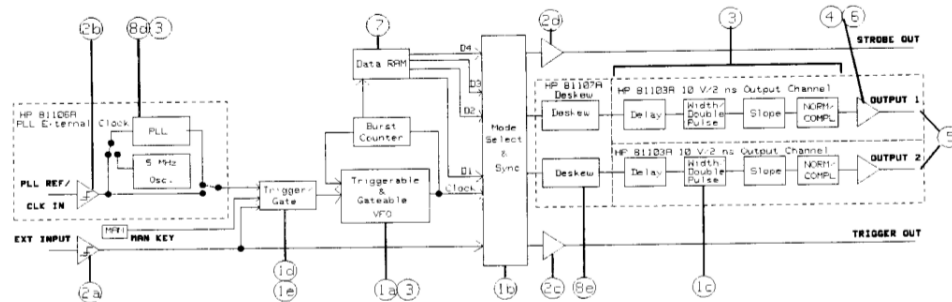 2b
8d
3
7
2d
3
4
6
D4
STROBE OUT
Data RAM
D3
D2
HP 81107A
Deskew
HP 81103A 10 V/2 ns Output Channel
HP 81106A
PLL External Clock
PLL
Burst
Counter
Mode
Select
&
Sync
Deskew
Delay
Width/
Double
Pulse
Slope
NORM/
COMPL
OUTPUT 1
5
5 MHz
Osc.
D1
HP 81103A 10 V/2 ns Output Channel
OUTPUT 2
PLL REF/
CLK IN
Trigger/
Gate
Triggerable
&
Gateable
VFO
Clock
Deskew
Delay
Width/
Double
Pulse
Slope
NORM/
COMPL
MAN
MAN KEY
EXT INPUT
TRIGGER OUT
2a
1d
1e
1a
3
1b
2c
8e
1c